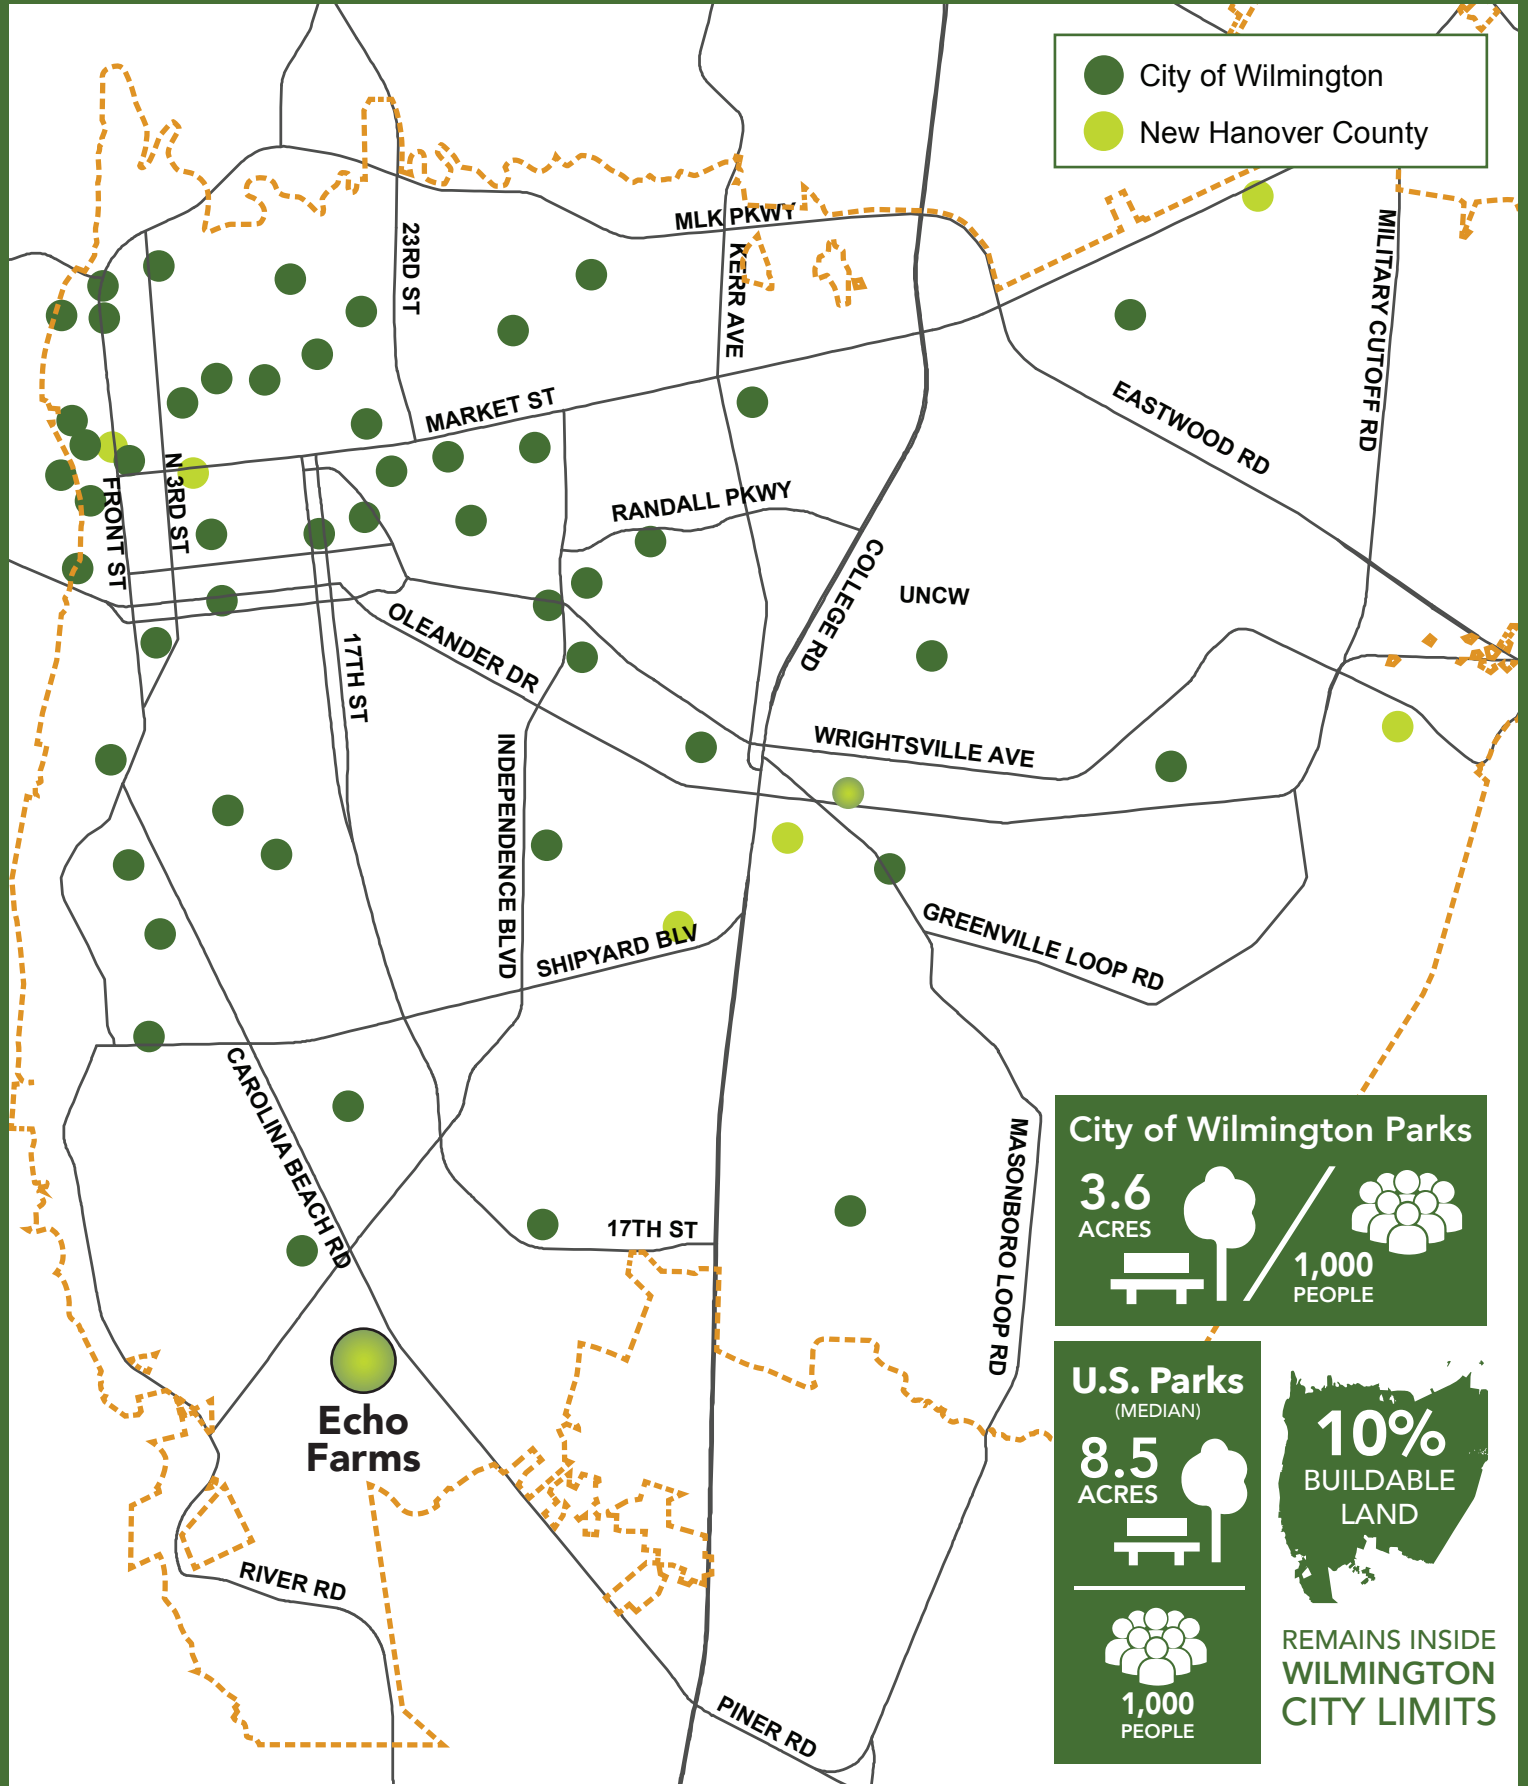 City of Wilmington
New Hanover County
MLK PKWY
23RD ST
KERR AVE
MILITARY CUTOFF RD
MARKET ST
EASTWOOD RD
N 3RD ST
FRONT ST
RANDALL PKWY
COLLEGE RD
UNCW
OLEANDER DR
17TH ST
WRIGHTSVILLE AVE
INDEPENDENCE BLVD
SHIPYARD BLV
GREENVILLE LOOP RD
CAROLINA BEACH RD
MASONBORO LOOP RD
17TH ST
Echo
Farms
RIVER RD
PINER RD
City of Wilmington Parks
3.6
ACRES
1,000
PEOPLE
U.S. Parks
(MEDIAN)
8.5
ACRES
1,000
PEOPLE
10%
BUILDABLE
LAND
REMAINS INSIDE
WILMINGTON
CITY LIMITS